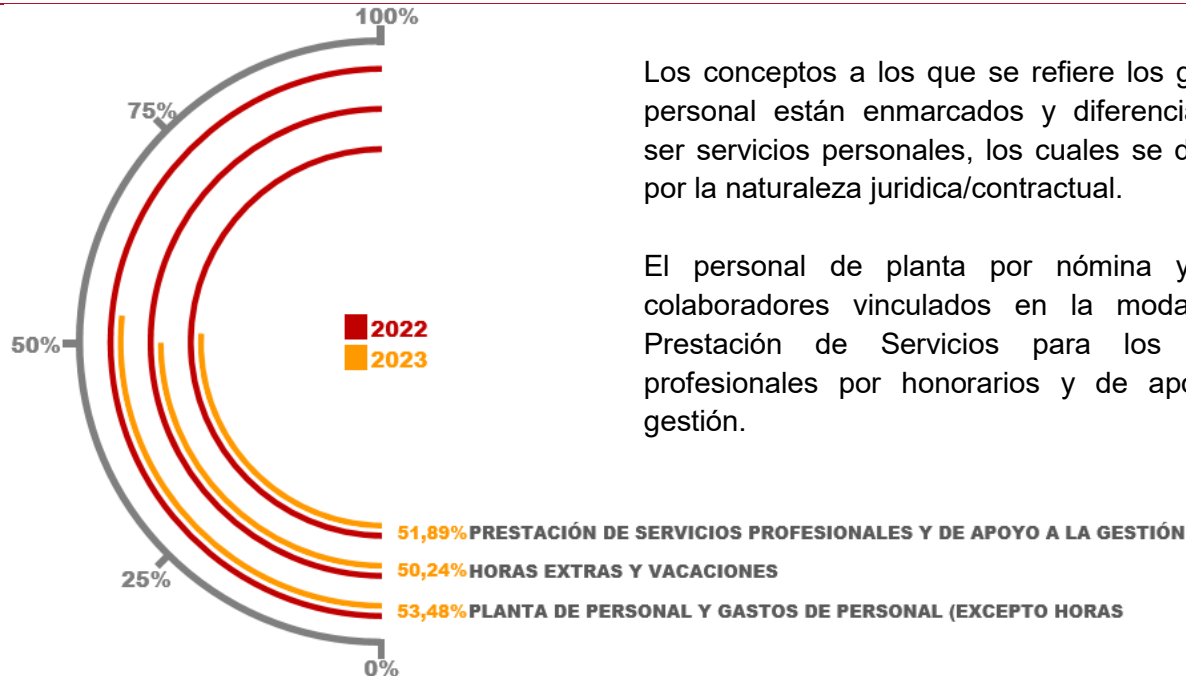 100%
75%
50%
25%
0%
2022
2023
51,89% PRESTACIÓN DE SERVICIOS PROFESIONALES Y DE APOYO A LA GESTIÓN
50,24% HORAS EXTRAS Y VACACIONES
53,48% PLANTA DE PERSONAL Y GASTOS DE PERSONAL (EXCEPTO HORAS
Los conceptos a los que se refiere los
personal están enmarcados y
ser servicios personales, los cuales se
por la naturaleza juridica/contractual.
El personal de planta por nómina y
colaboradores vinculados en la
Prestación de Servicios para los
profesionales por honorarios y de
gestión.